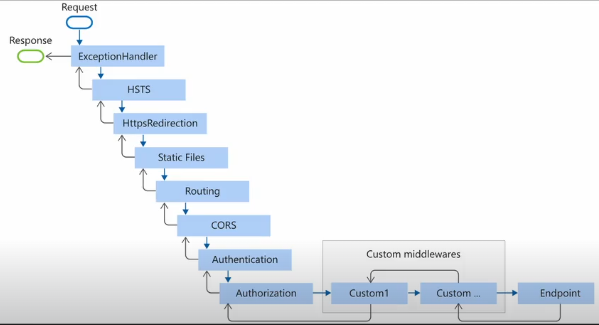 Request
Response
ExceptionHandler
HSTS
HttpsRedirection
Static Files
Routing
CORS
Authentication
Custom middlewares
Authorization
Custom1
Custom ...
Endpoint